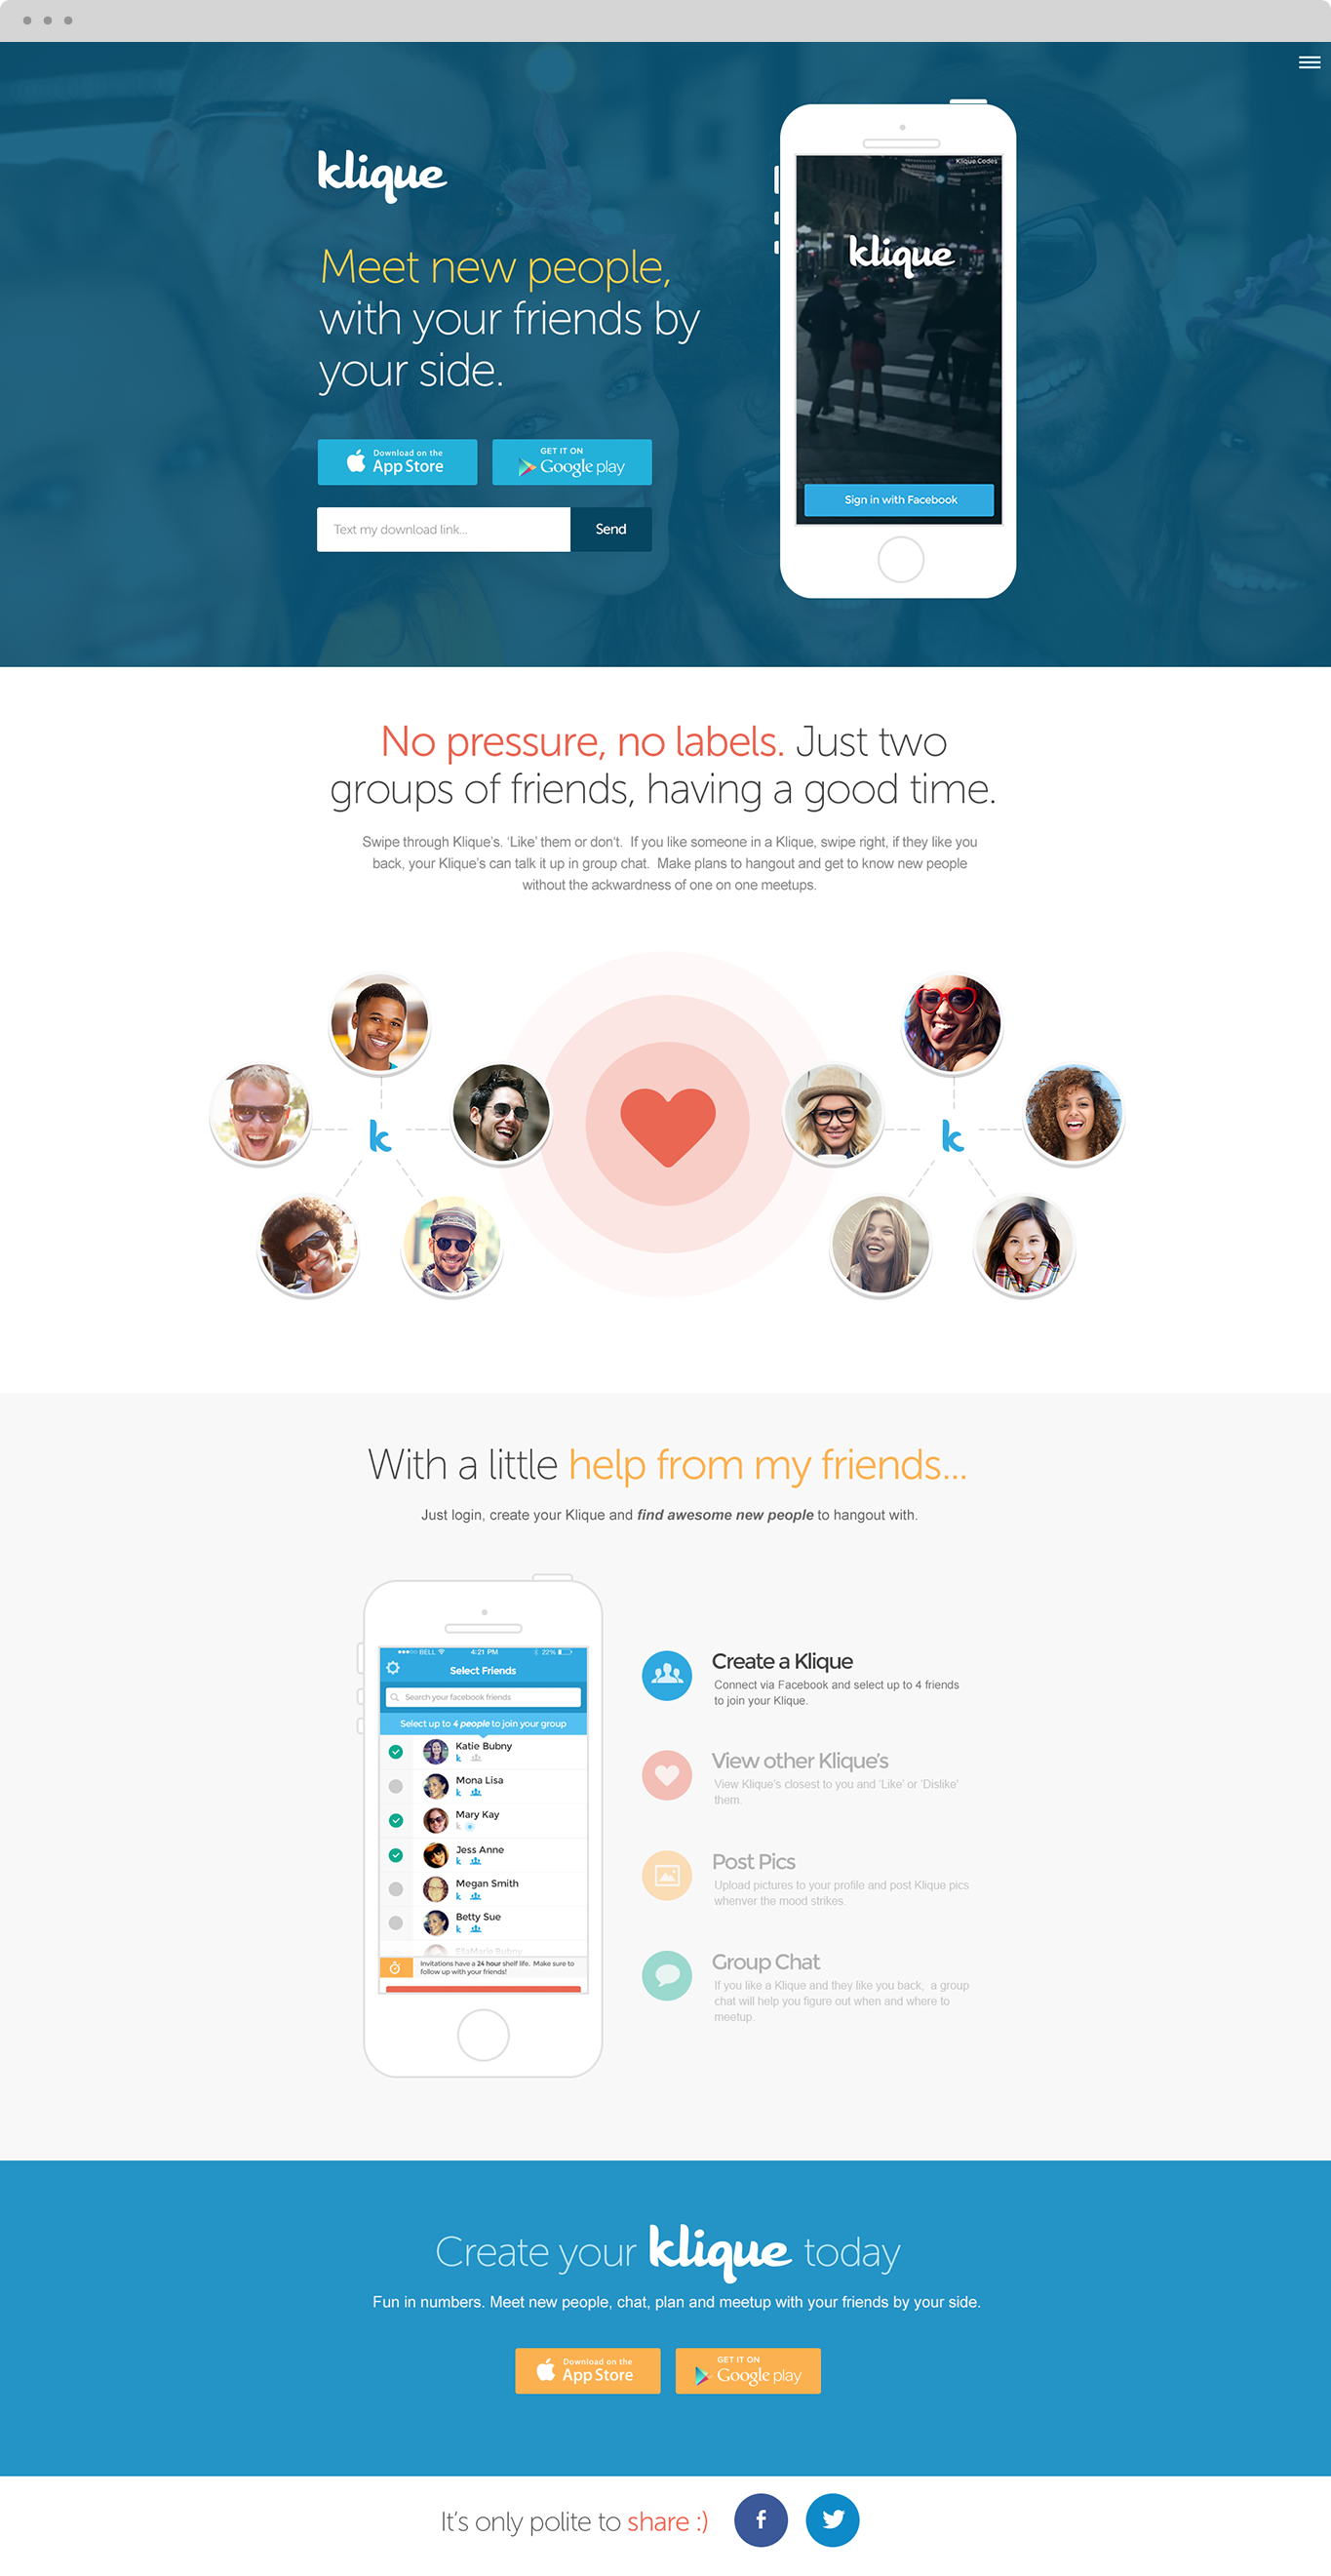 klique
Meet new people,
with your friends by
your side.
Download on the
App Store
GET IT ON
Google play
Text my download link...
Send
Klique Codes
klique
Sign in with Facebook
No pressure, no labels. Just two
groups of friends, having a good time.
Swipe through Klique's. 'Like' them or don't. If you like someone in a Klique, swipe right, if they like you
back, your Klique's can talk it up in group chat. Make plans to hangout and get to know new people
without the ackwardness of one on one meetups.
k
k
With a little help from my friends...
Just login, create your Klique and find awesome new people to hangout with.
BELL 4:21 PM 22%
Select Friends
Search your facebook friends
Select up to 4 people to join your group
Katie Bubny
k
Mona Lisa
k
Mary Kay
k
Jess Anne
k
Megan Smith
k
Betty Sue
k
EllaMarie Bubny
Invitations have a 24 hour shelf life. Make sure to
follow up with your friends!
Create a Klique
Connect via Facebook and select up to 4 friends
to join your Klique.
View other Klique's
View Klique's closest to you and 'Like' or 'Dislike'
them.
Post Pics
Upload pictures to your profile and post Klique pics
whenver the mood strikes.
Group Chat
If you like a Klique and they like you back, a group
chat will help you figure out when and where to
meetup.
Create your klique today
Fun in numbers. Meet new people, chat, plan and meetup with your friends by your side.
Download on the
App Store
GET IT ON
Google play
It's only polite to share :)
f